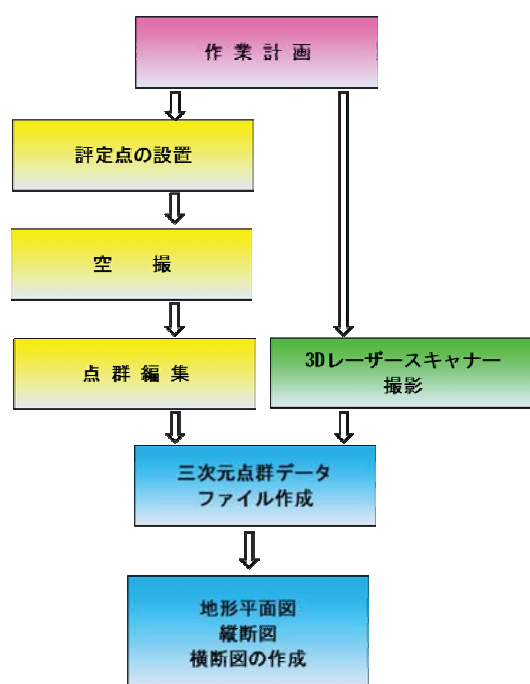 作業計画
評定点の設置
空　　撮
点群編集
3Dレーザースキャナー
撮影
三次元点群データ
ファイル作成
地形平面図
縦断図
横断図の作成